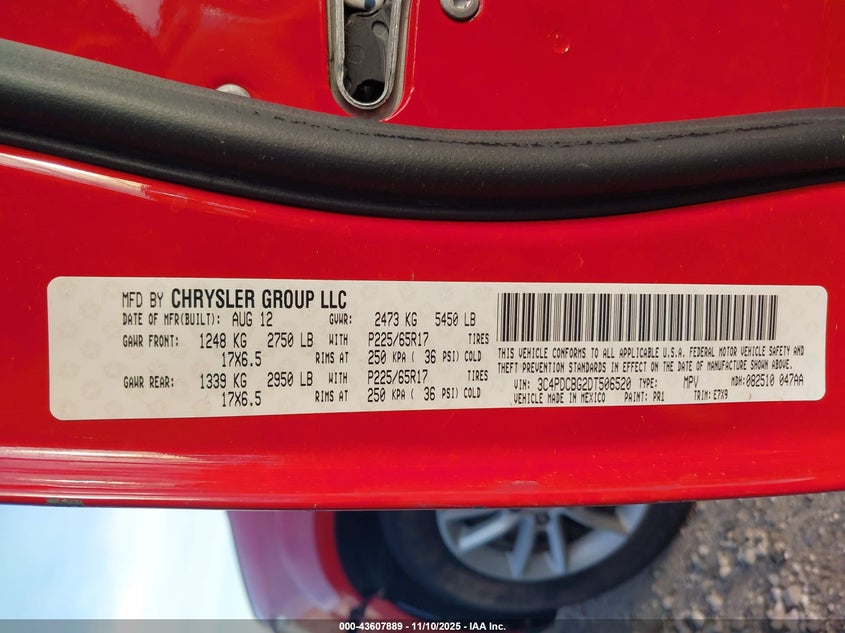 MFD BY CHRYSLER GROUP LLC
DATE OF MFR(BUILT): AUG 12 GVWR: 2473 KG 5450 LB
GAWR FRONT: 1248 KG 2750 LB WITH P225/65R17 TIRES
17X6.5 RIMS AT 250 KPA ( 36 PSI) COLD
GAWR REAR: 1339 KG 2950 LB WITH P225/65R17 TIRES
17X6.5 RIMS AT 250 KPA ( 36 PSI) COLD
THIS VEHICLE CONFORMS TO ALL APPLICABLE U.S.A. FEDERAL MOTOR VEHICLE SAFETY AND
THEFT PREVENTION STANDARDS IN EFFECT ON THE DATE OF MANUFACTURE SHOWN ABOVE.
VIN: 3C4PDCBG2DT506520 TYPE: MPV MDH: 082510 047AA
VEHICLE MADE IN MEXICO PAINT: PR1 TRIM: E7X9
000-43607889 - 11/10/2025 - IAA Inc.